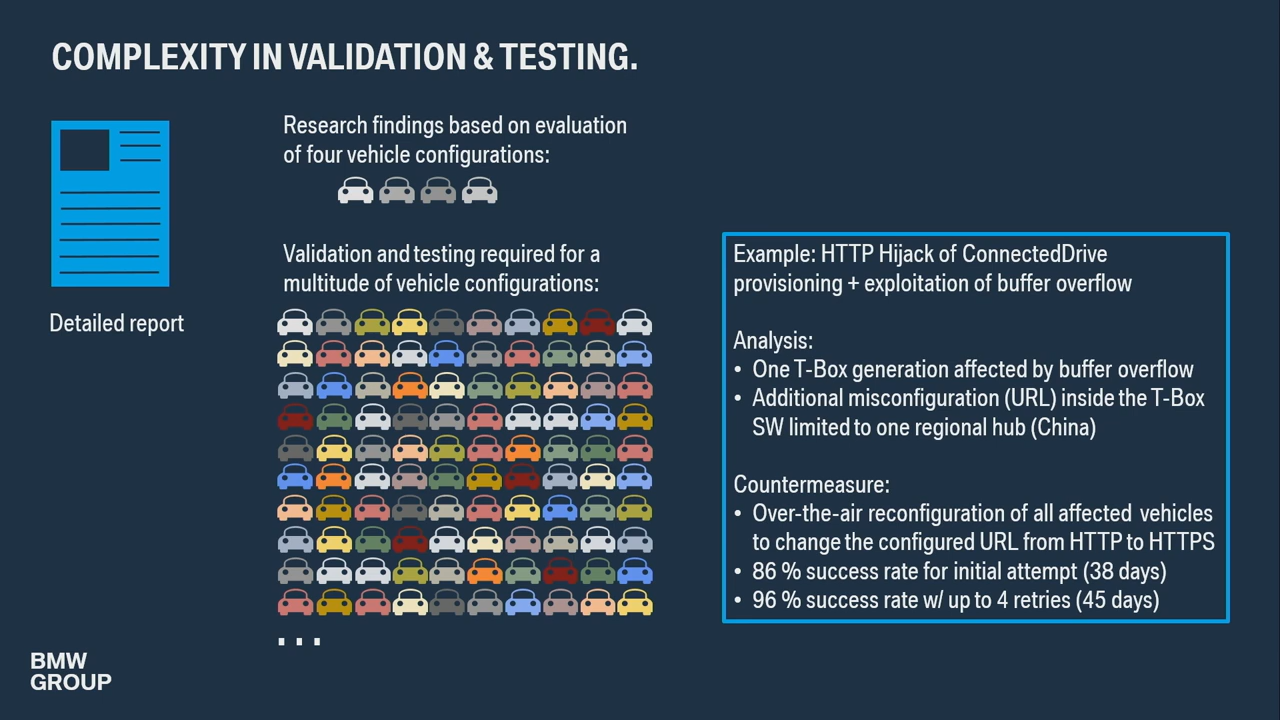 COMPLEXITY IN VALIDATION & TESTING.
Research findings based on evaluation
of four vehicle configurations:
Validation and testing required for a
multitude of vehicle configurations:
Detailed report
...
Example: HTTP Hijack of ConnectedDrive
provisioning + exploitation of buffer overflow
Analysis:
• One T-Box generation affected by buffer overflow
• Additional misconfiguration (URL) inside the T-Box
SW limited to one regional hub (China)
Countermeasure:
• Over-the-air reconfiguration of all affected vehicles
to change the configured URL from HTTP to HTTPS
• 86 % success rate for initial attempt (38 days)
• 96 % success rate w/ up to 4 retries (45 days)
BMW
GROUP